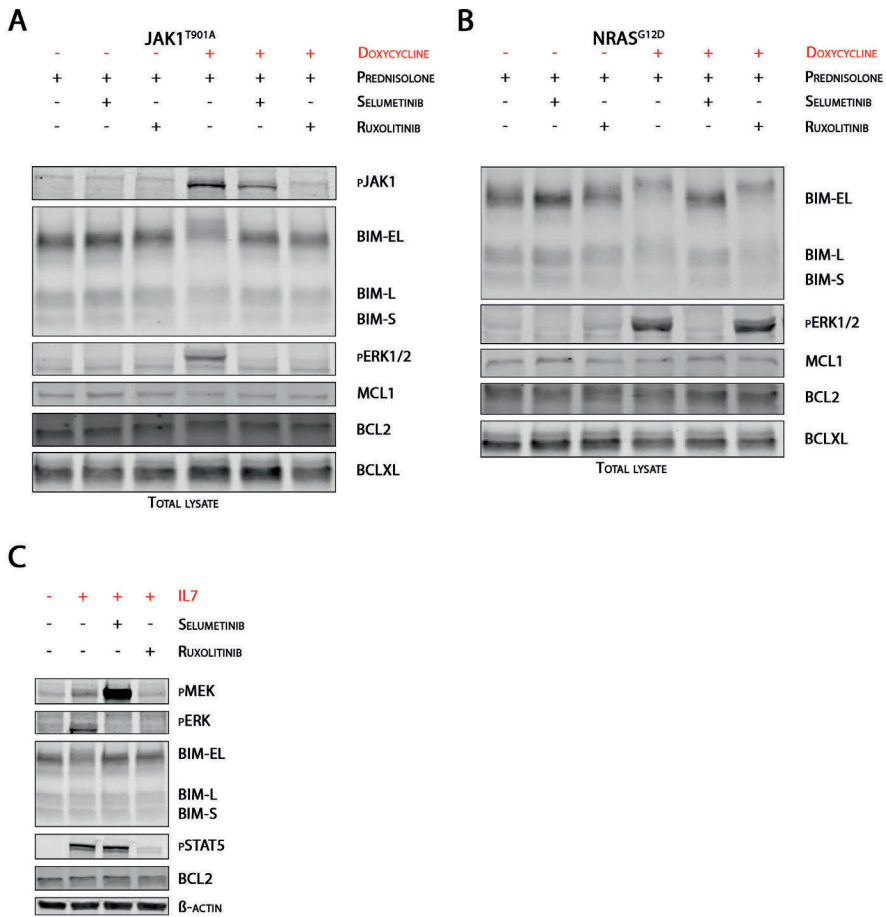 A
JAK1T901A
- - - + + + DOXYCYCLINE
+ + + + + + PREDNISOLONE
- + - - + - SELUMETINIB
- - + - - + RUXOLITINIB
pJAK1
BIM-EL
BIM-L
BIM-S
pERK1/2
MCL1
BCL2
BCLXL
TOTAL LYSATE
B
NRASG12D
- - - + + + DOXYCYCLINE
+ + + + + + PREDNISOLONE
- + - - + - SELUMETINIB
- - + - - + RUXOLITINIB
BIM-EL
BIM-L
BIM-S
pERK1/2
MCL1
BCL2
BCLXL
TOTAL LYSATE
C
- + + + IL7
- - + - SELUMETINIB
- - - + RUXOLITINIB
pMEK
pERK
BIM-EL
BIM-L
BIM-S
pSTAT5
BCL2
ß-ACTIN